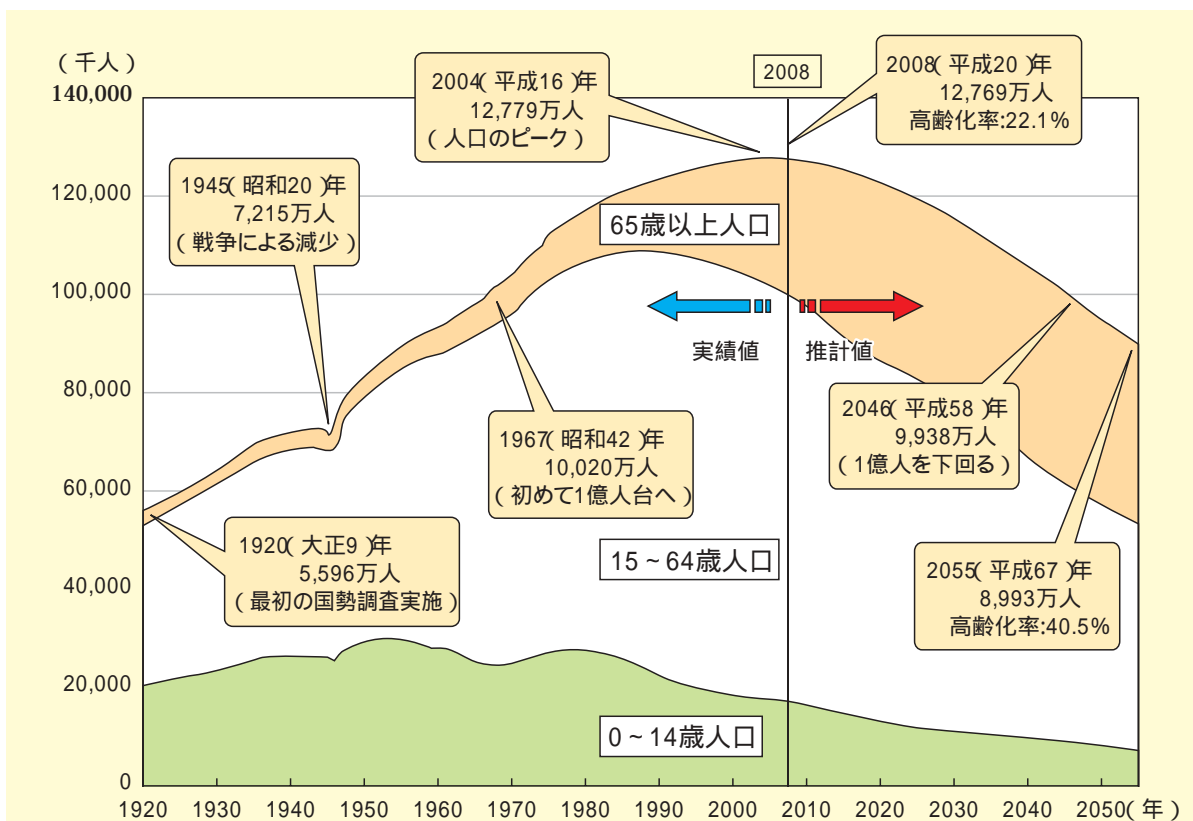 (千人)
140,000
120,000
100,000
80,000
60,000
40,000
20,000
0
1920 1930 1940 1950 1960 1970 1980 1990 2000 2010 2020 2030 2040 2050(年)
2004(平成16)年
12,779万人
(人口のピーク)
2008
2008(平成20)年
12,769万人
高齢化率:22.1%
1945(昭和20)年
7,215万人
(戦争による減少)
65歳以上人口
実績値
推計値
1967(昭和42)年
10,020万人
(初めて1億人台へ)
2046(平成58)年
9,938万人
(1億人を下回る)
1920(大正9)年
5,596万人
(最初の国勢調査実施)
15~64歳人口
2055(平成67)年
8,993万人
高齢化率:40.5%
0~14歳人口